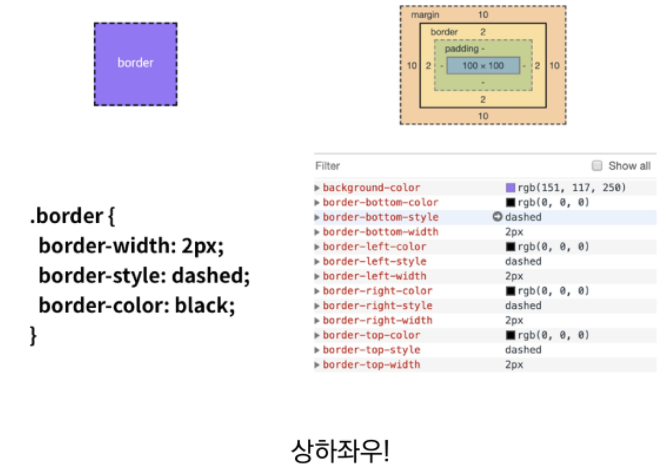 border
margin 10
border 2
padding -
10 2 - 100 × 100 - 2 10
-
2
10
Filter Show all
background-color rgb(151, 117, 250)
border-bottom-color rgb(0, 0, 0)
border-bottom-style dashed
border-bottom-width 2px
border-left-color rgb(0, 0, 0)
border-left-style dashed
border-left-width 2px
border-right-color rgb(0, 0, 0)
border-right-style dashed
border-right-width 2px
border-top-color rgb(0, 0, 0)
border-top-style dashed
border-top-width 2px
.border {
border-width: 2px;
border-style: dashed;
border-color: black;
}
상하좌우!